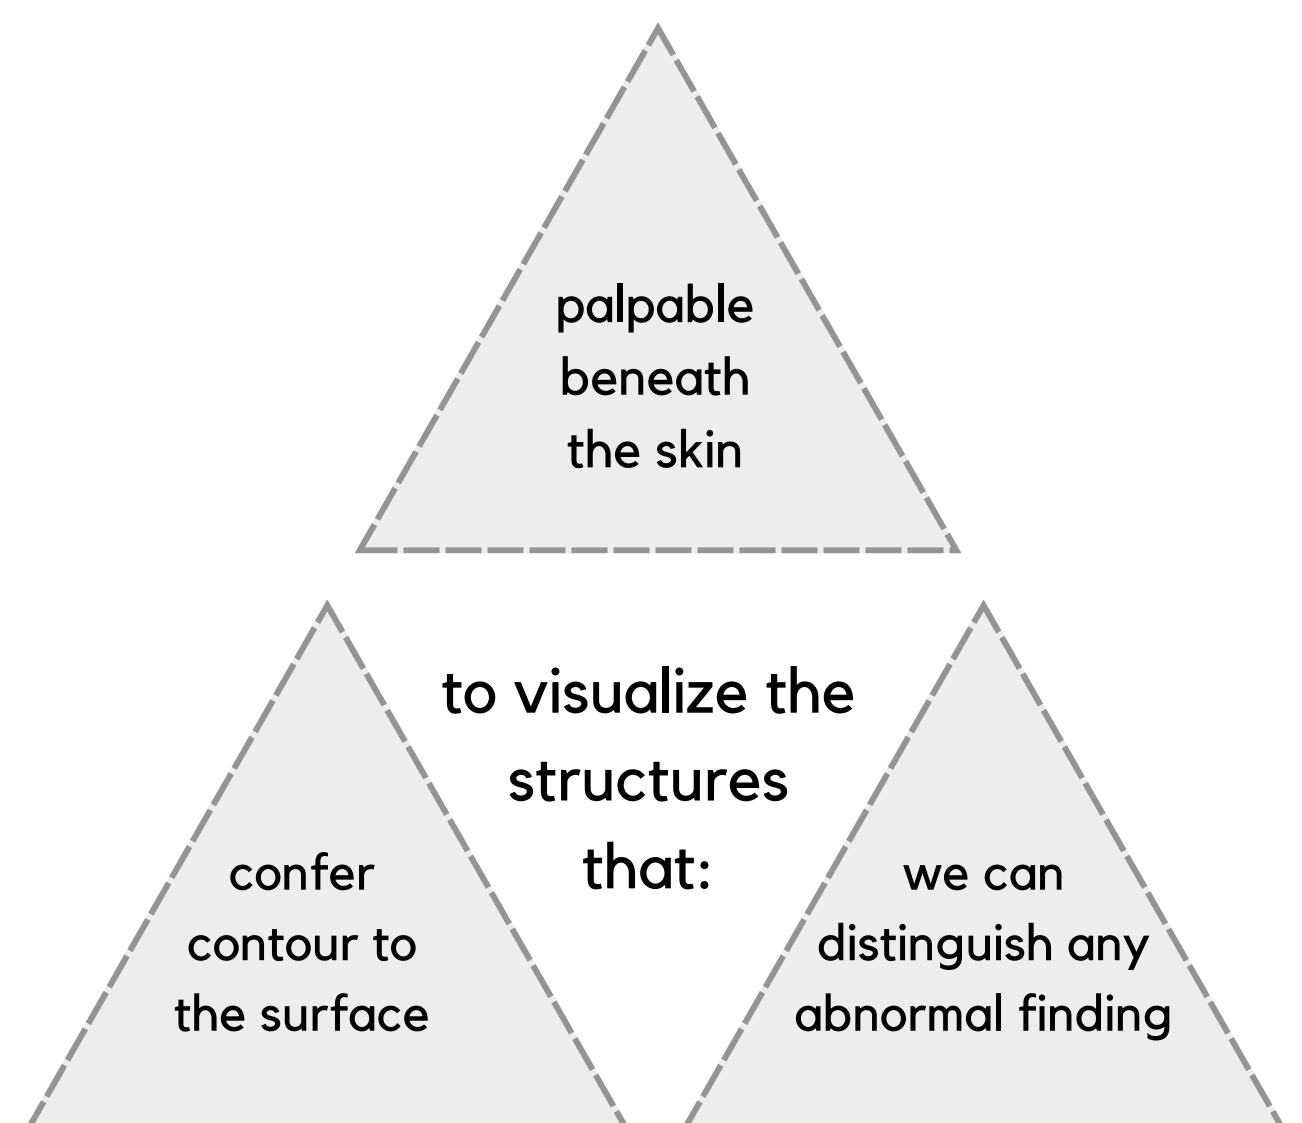 palpable
beneath
the skin
to visualize the
structures
that:
confer
contour to
the surface
we can
distinguish any
abnormal finding